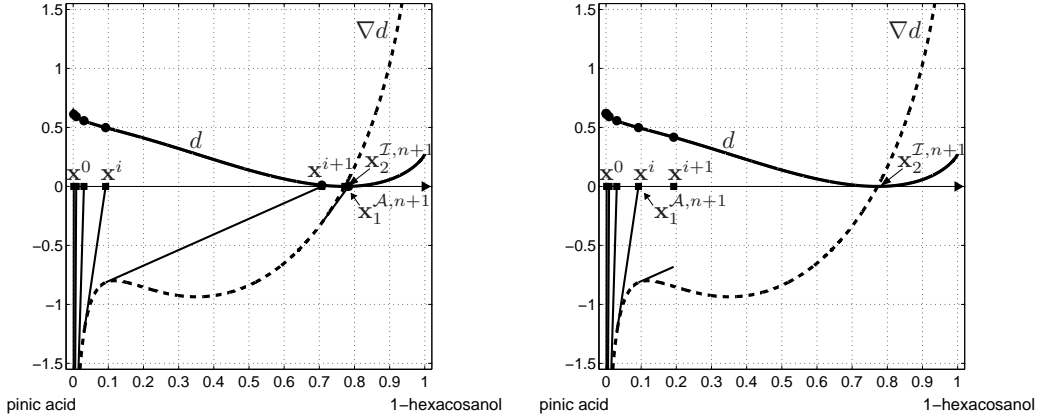 1.5
1
0.5
0
−0.5
−1
−1.5
∇d
d
x^0
x^i
x^{i+1}
x_2^{I,n+1}
x_1^{A,n+1}
0 0.1 0.2 0.3 0.4 0.5 0.6 0.7 0.8 0.9 1
pinic acid 1−hexacosanol
1.5
1
0.5
0
−0.5
−1
−1.5
∇d
d
x^0
x^i
x^{i+1}
x_2^{I,n+1}
x_1^{A,n+1}
0 0.1 0.2 0.3 0.4 0.5 0.6 0.7 0.8 0.9 1
pinic acid 1−hexacosanol